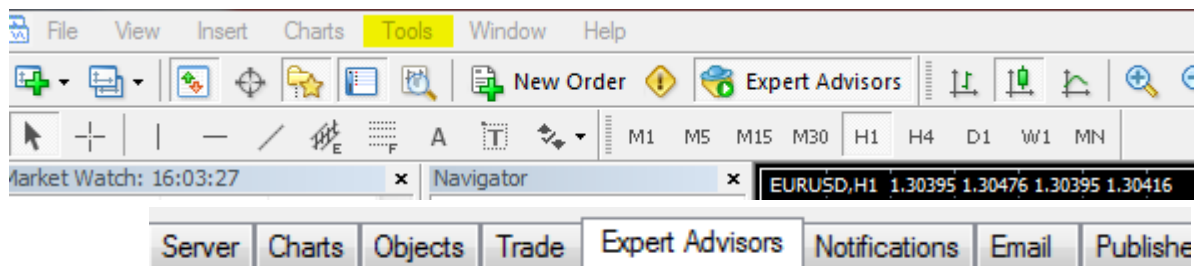 File View Insert Charts Tools Window Help
New Order Expert Advisors
E F A T M1 M5 M15 M30 H1 H4 D1 W1 MN
Market Watch: 16:03:27 x Navigator x EURUSD,H1 1.30395 1.30476 1.30395 1.30416
Server Charts Objects Trade Expert Advisors Notifications Email Publishe